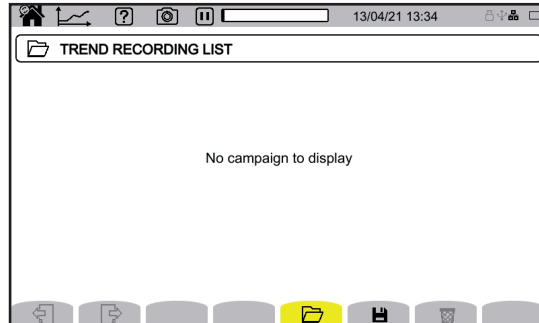 ?
13/04/21 13:34
TREND RECORDING LIST
No campaign to display